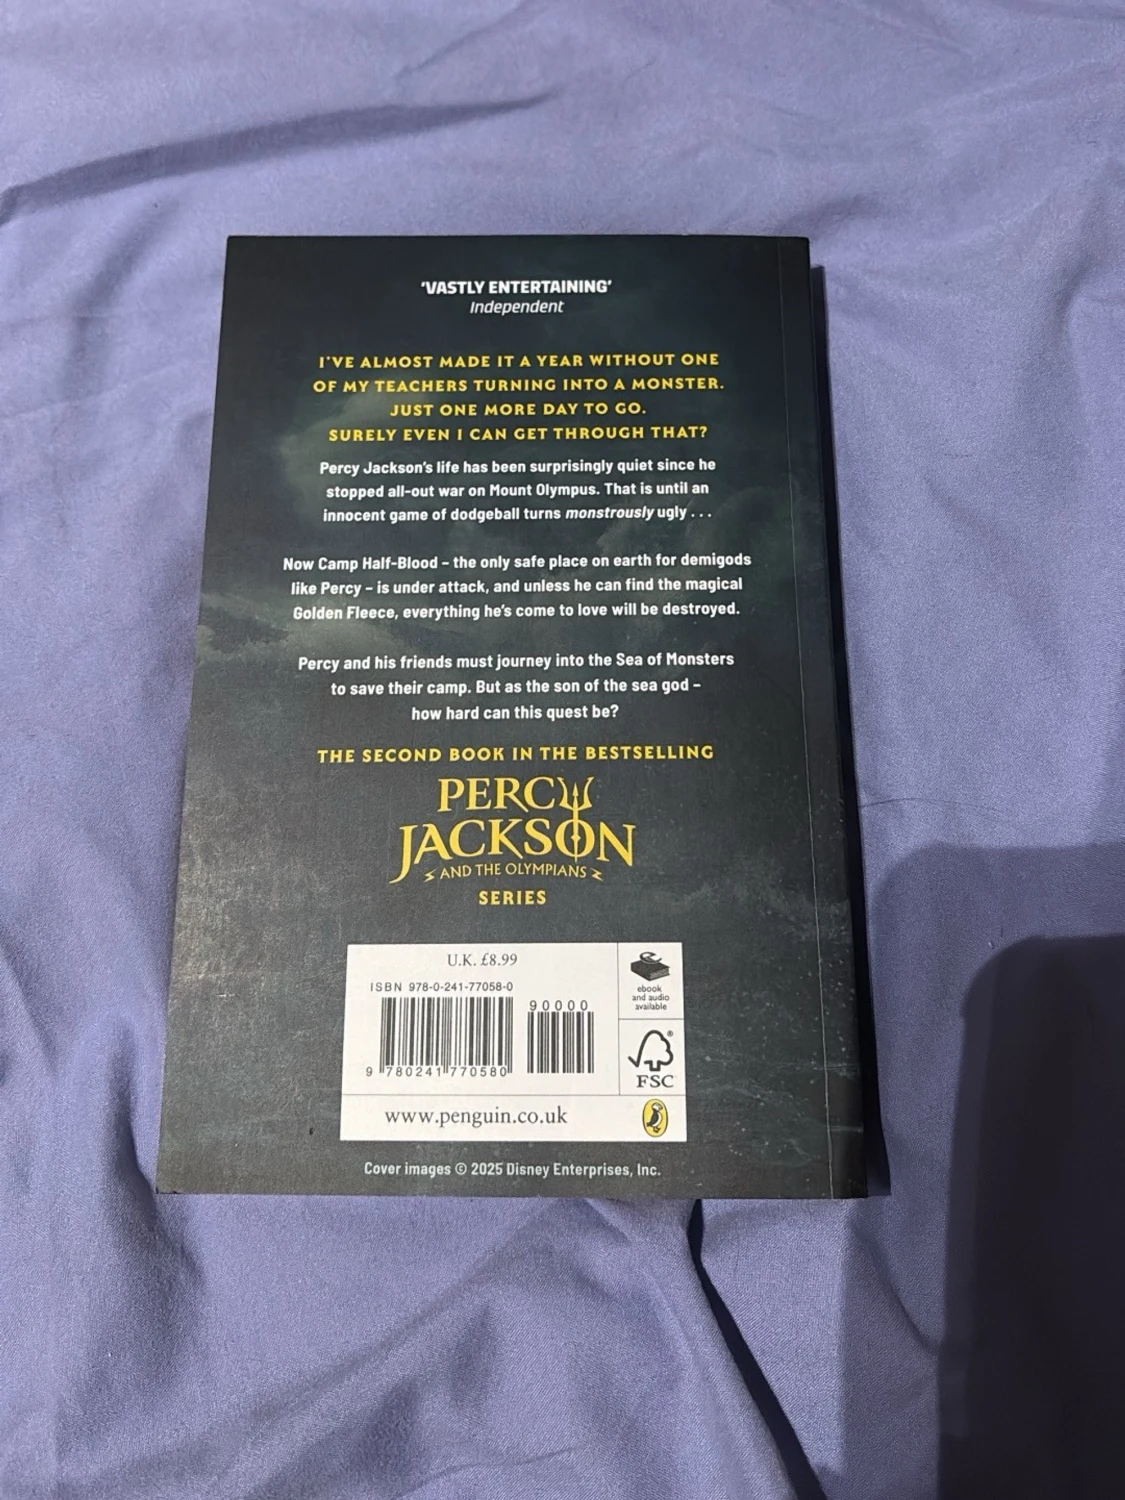 'VASTLY ENTERTAINING'
Independent
I'VE ALMOST MADE IT A YEAR WITHOUT ONE
OF MY TEACHERS TURNING INTO A MONSTER.
JUST ONE MORE DAY TO GO.
SURELY EVEN I CAN GET THROUGH THAT?
Percy Jackson's life has been surprisingly quiet since he
stopped all-out war on Mount Olympus. That is until an
innocent game of dodgeball turns monstrously ugly . . .
Now Camp Half-Blood – the only safe place on earth for demigods
like Percy – is under attack, and unless he can find the magical
Golden Fleece, everything he's come to love will be destroyed.
Percy and his friends must journey into the Sea of Monsters
to save their camp. But as the son of the sea god –
how hard can this quest be?
THE SECOND BOOK IN THE BESTSELLING
PERCY
JACKSON
AND THE OLYMPIANS
SERIES
U.K. £8.99
ISBN 978-0-241-77058-0
90000
9 780241 770580
ebook
and audio
available
®
FSC
www.penguin.co.uk
Cover images © 2025 Disney Enterprises, Inc.